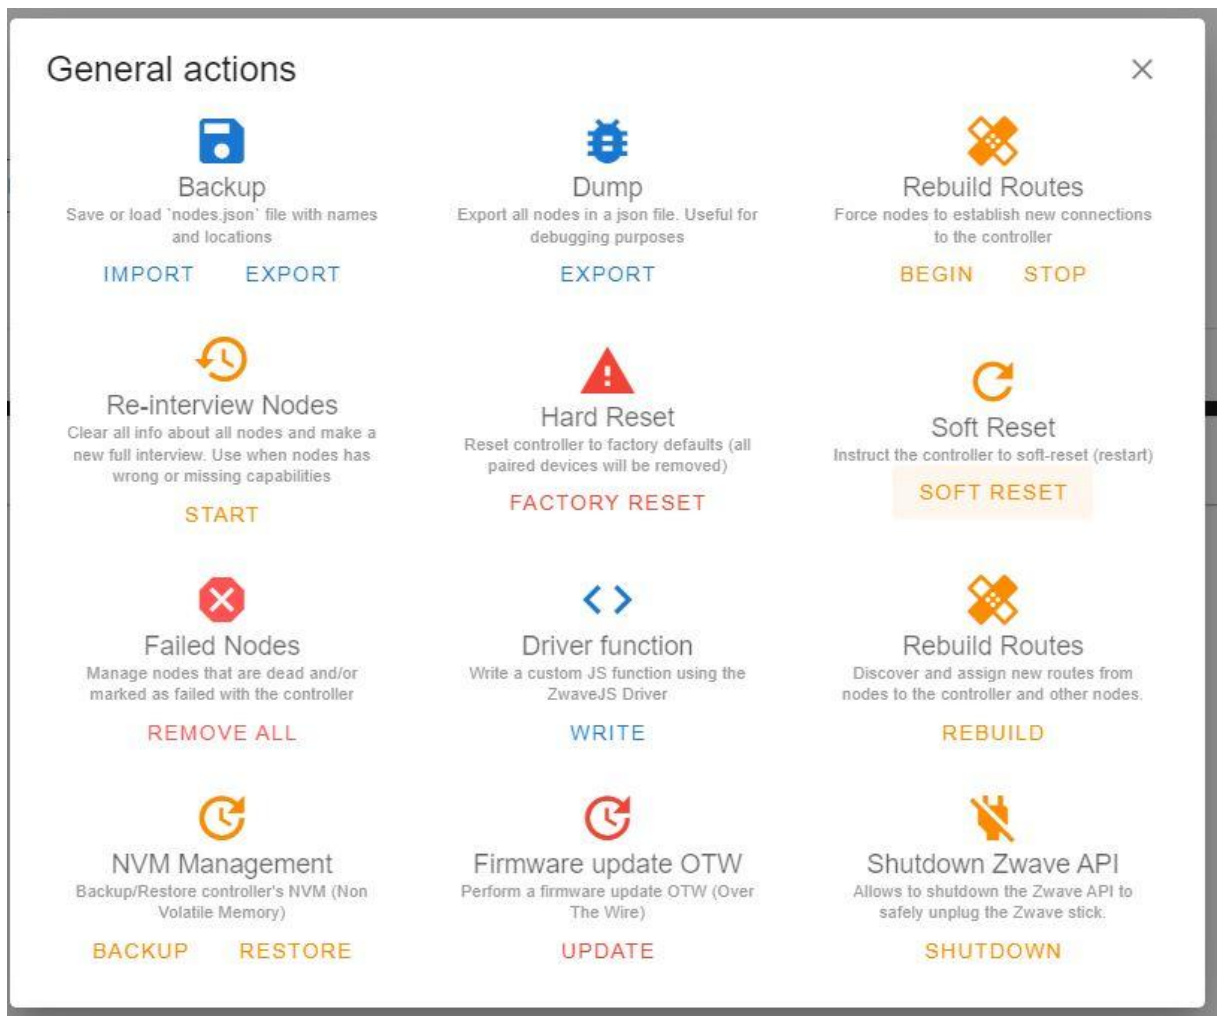 General actions
Backup
Save or load `nodes.json` file with names
and locations
IMPORT EXPORT
Dump
Export all nodes in a json file. Useful for
debugging purposes
EXPORT
Rebuild Routes
Force nodes to establish new connections
to the controller
BEGIN STOP
Re-interview Nodes
Clear all info about all nodes and make a
new full interview. Use when nodes has
wrong or missing capabilities
START
Hard Reset
Reset controller to factory defaults (all
paired devices will be removed)
FACTORY RESET
Soft Reset
Instruct the controller to soft-reset (restart)
SOFT RESET
Failed Nodes
Manage nodes that are dead and/or
marked as failed with the controller
REMOVE ALL
Driver function
Write a custom JS function using the
ZwaveJS Driver
WRITE
Rebuild Routes
Discover and assign new routes from
nodes to the controller and other nodes.
REBUILD
NVM Management
Backup/Restore controller's NVM (Non
Volatile Memory)
BACKUP RESTORE
Firmware update OTW
Perform a firmware update OTW (Over
The Wire)
UPDATE
Shutdown Zwave API
Allows to shutdown the Zwave API to
safely unplug the Zwave stick.
SHUTDOWN